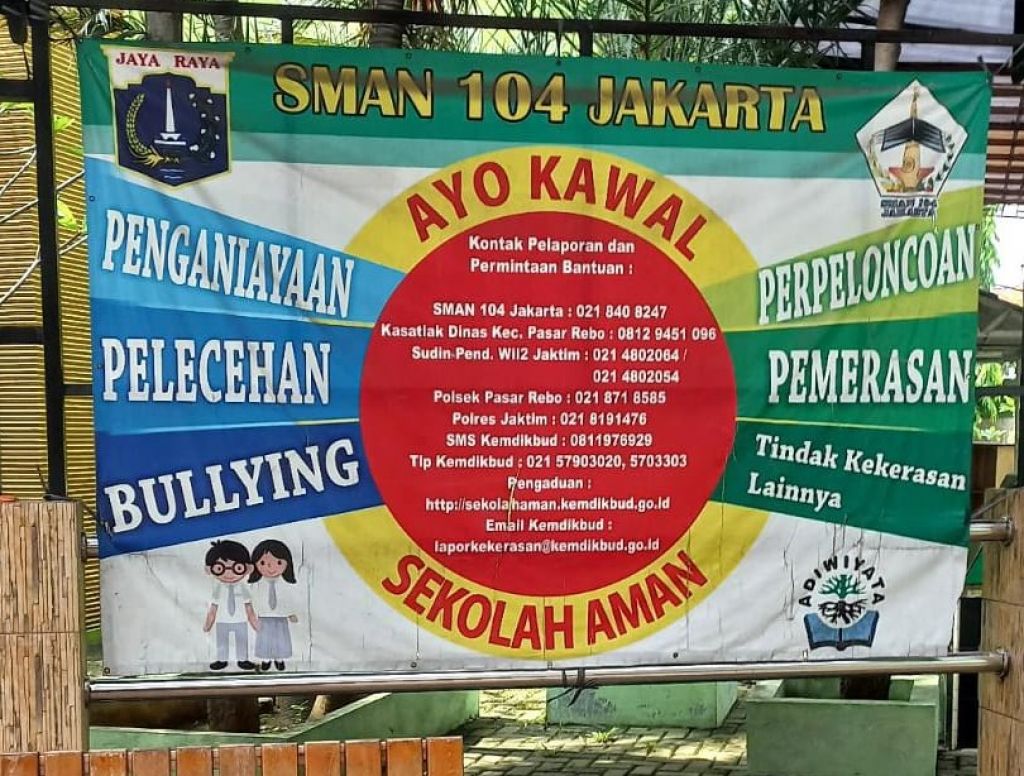 JAYA RAYA
SMAN 104 JAKARTA
SMAN 104
JAKARTA
AYO KAWAL
PENGANIAYAAN
PELECEHAN
BULLYING
Kontak Pelaporan dan
Permintaan Bantuan :
SMAN 104 Jakarta : 021 840 8247
Kasatlak Dinas Kec. Pasar Rebo : 0812 9451 096
Sudin Pend. WIl2 Jaktim : 021 4802064 /
021 4802054
Polsek Pasar Rebo : 021 871 8585
Polres Jaktim : 021 8191476
SMS Kemdikbud : 0811976929
Tlp Kemdikbud : 021 57903020, 5703303
Pengaduan :
http://sekolahaman.kemdikbud.go.id
Email Kemdikbud :
laporkekerasan@kemdikbud.go.id
PERPELONCOAN
PEMERASAN
Tindak Kekerasan
Lainnya
SEKOLAH AMAN
ADIWIYATA